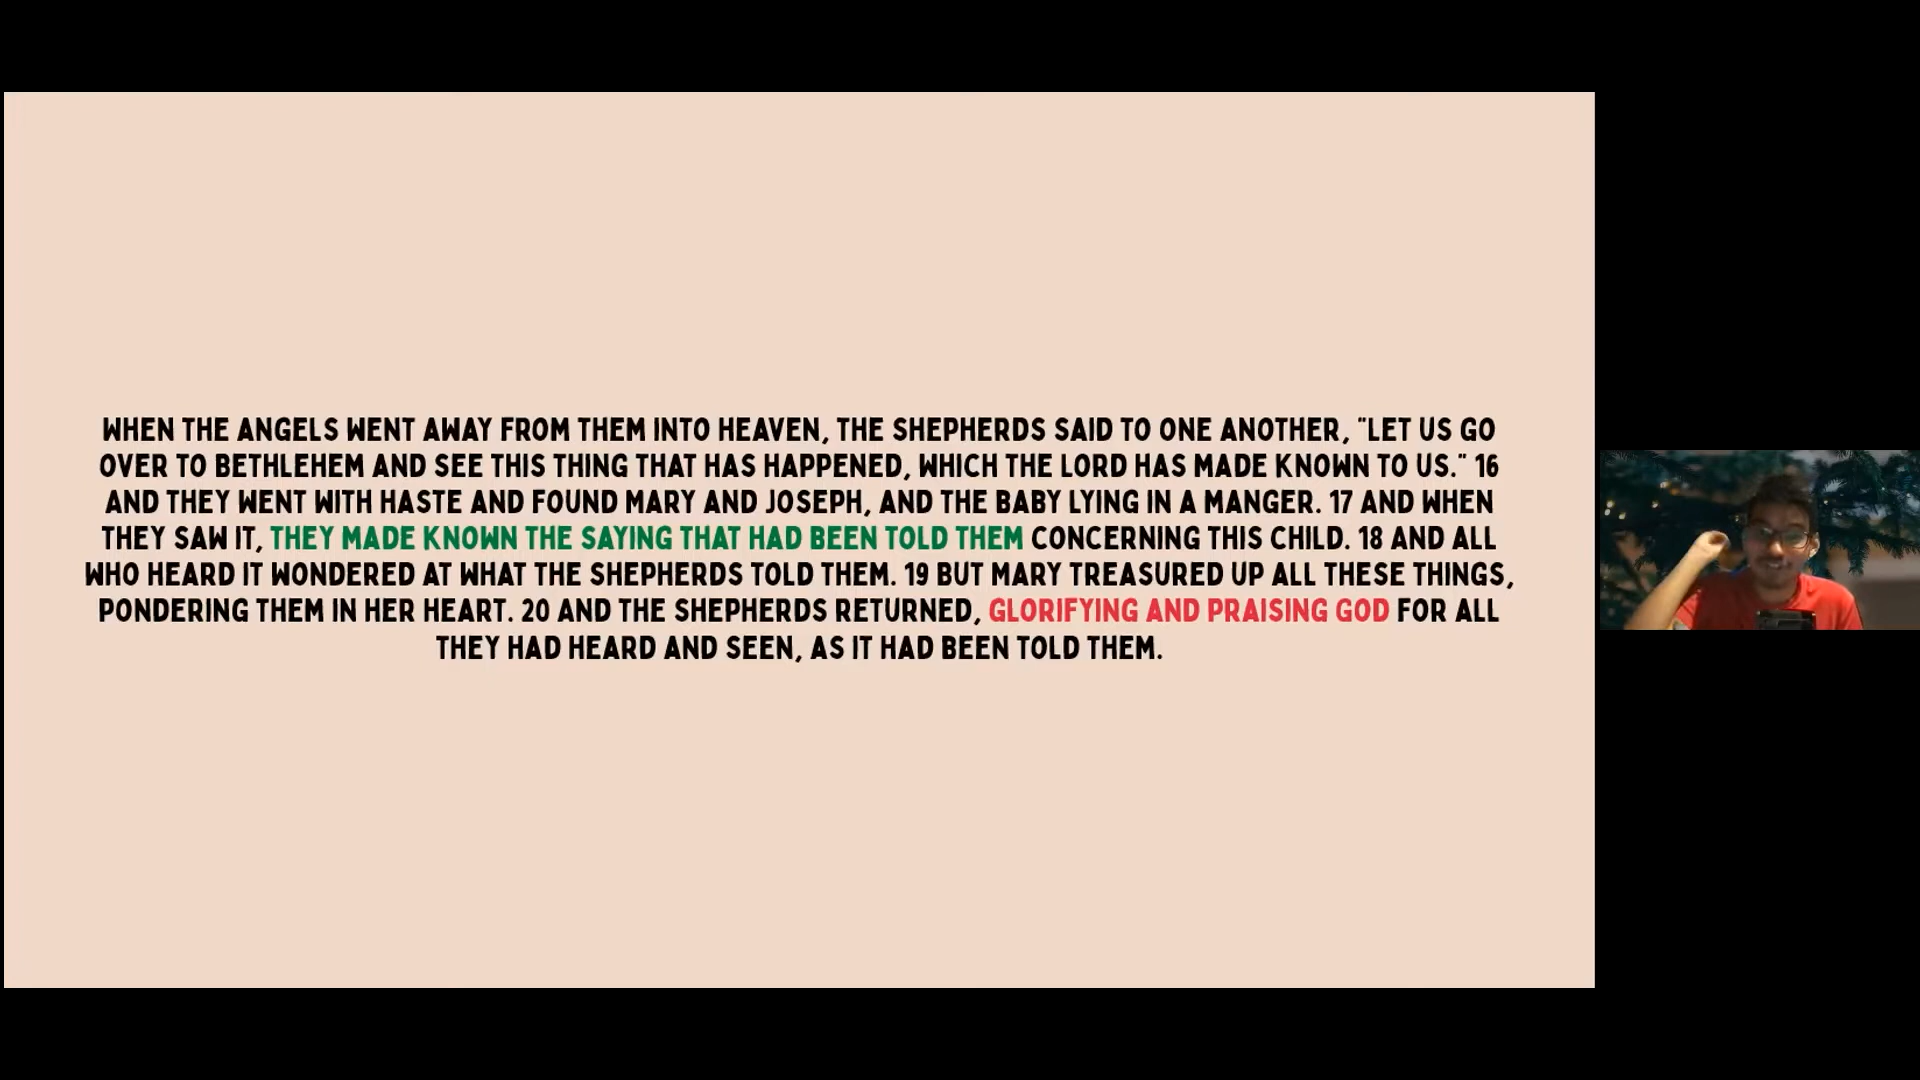 WHEN THE ANGELS WENT AWAY FROM THEM INTO HEAVEN, THE SHEPHERDS SAID TO ONE ANOTHER, "LET US GO
OVER TO BETHLEHEM AND SEE THIS THING THAT HAS HAPPENED, WHICH THE LORD HAS MADE KNOWN TO US." 16
AND THEY WENT WITH HASTE AND FOUND MARY AND JOSEPH, AND THE BABY LYING IN A MANGER. 17 AND WHEN
THEY SAW IT, THEY MADE KNOWN THE SAYING THAT HAD BEEN TOLD THEM CONCERNING THIS CHILD. 18 AND ALL
WHO HEARD IT WONDERED AT WHAT THE SHEPHERDS TOLD THEM. 19 BUT MARY TREASURED UP ALL THESE THINGS,
PONDERING THEM IN HER HEART. 20 AND THE SHEPHERDS RETURNED, GLORIFYING AND PRAISING GOD FOR ALL
THEY HAD HEARD AND SEEN, AS IT HAD BEEN TOLD THEM.